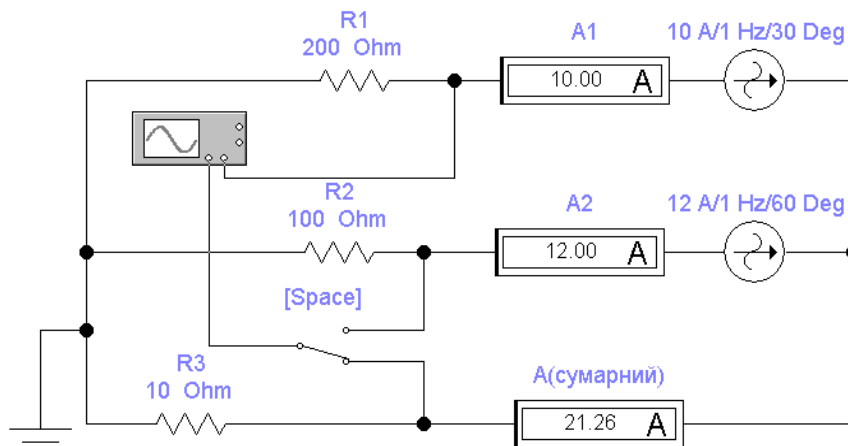 R1
200 Ohm
A1
10 A/1 Hz/30 Deg
10.00 A
R2
100 Ohm
A2
12 A/1 Hz/60 Deg
12.00 A
[Space]
R3
10 Ohm
A(сумарний)
21.26 A